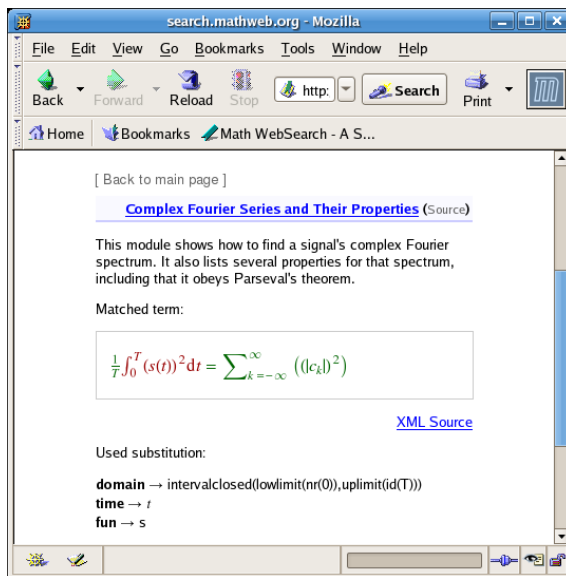 search.mathweb.org - Mozilla
File Edit View Go Bookmarks Tools Window Help
Back Forward Reload Stop http: Search Print
Home Bookmarks Math WebSearch - A S...
[ Back to main page ]
Complex Fourier Series and Their Properties (Source)
This module shows how to find a signal's complex Fourier
spectrum. It also lists several properties for that spectrum,
including that it obeys Parseval's theorem.
Matched term:
1/T ∫₀ᵀ (s(t))² dt = ∑_{k=-∞}^{∞} ((|c_k|)²)
XML Source
Used substitution:
domain → intervalclosed(lowlimit(nr(0)),uplimit(id(T)))
time → t
fun → s